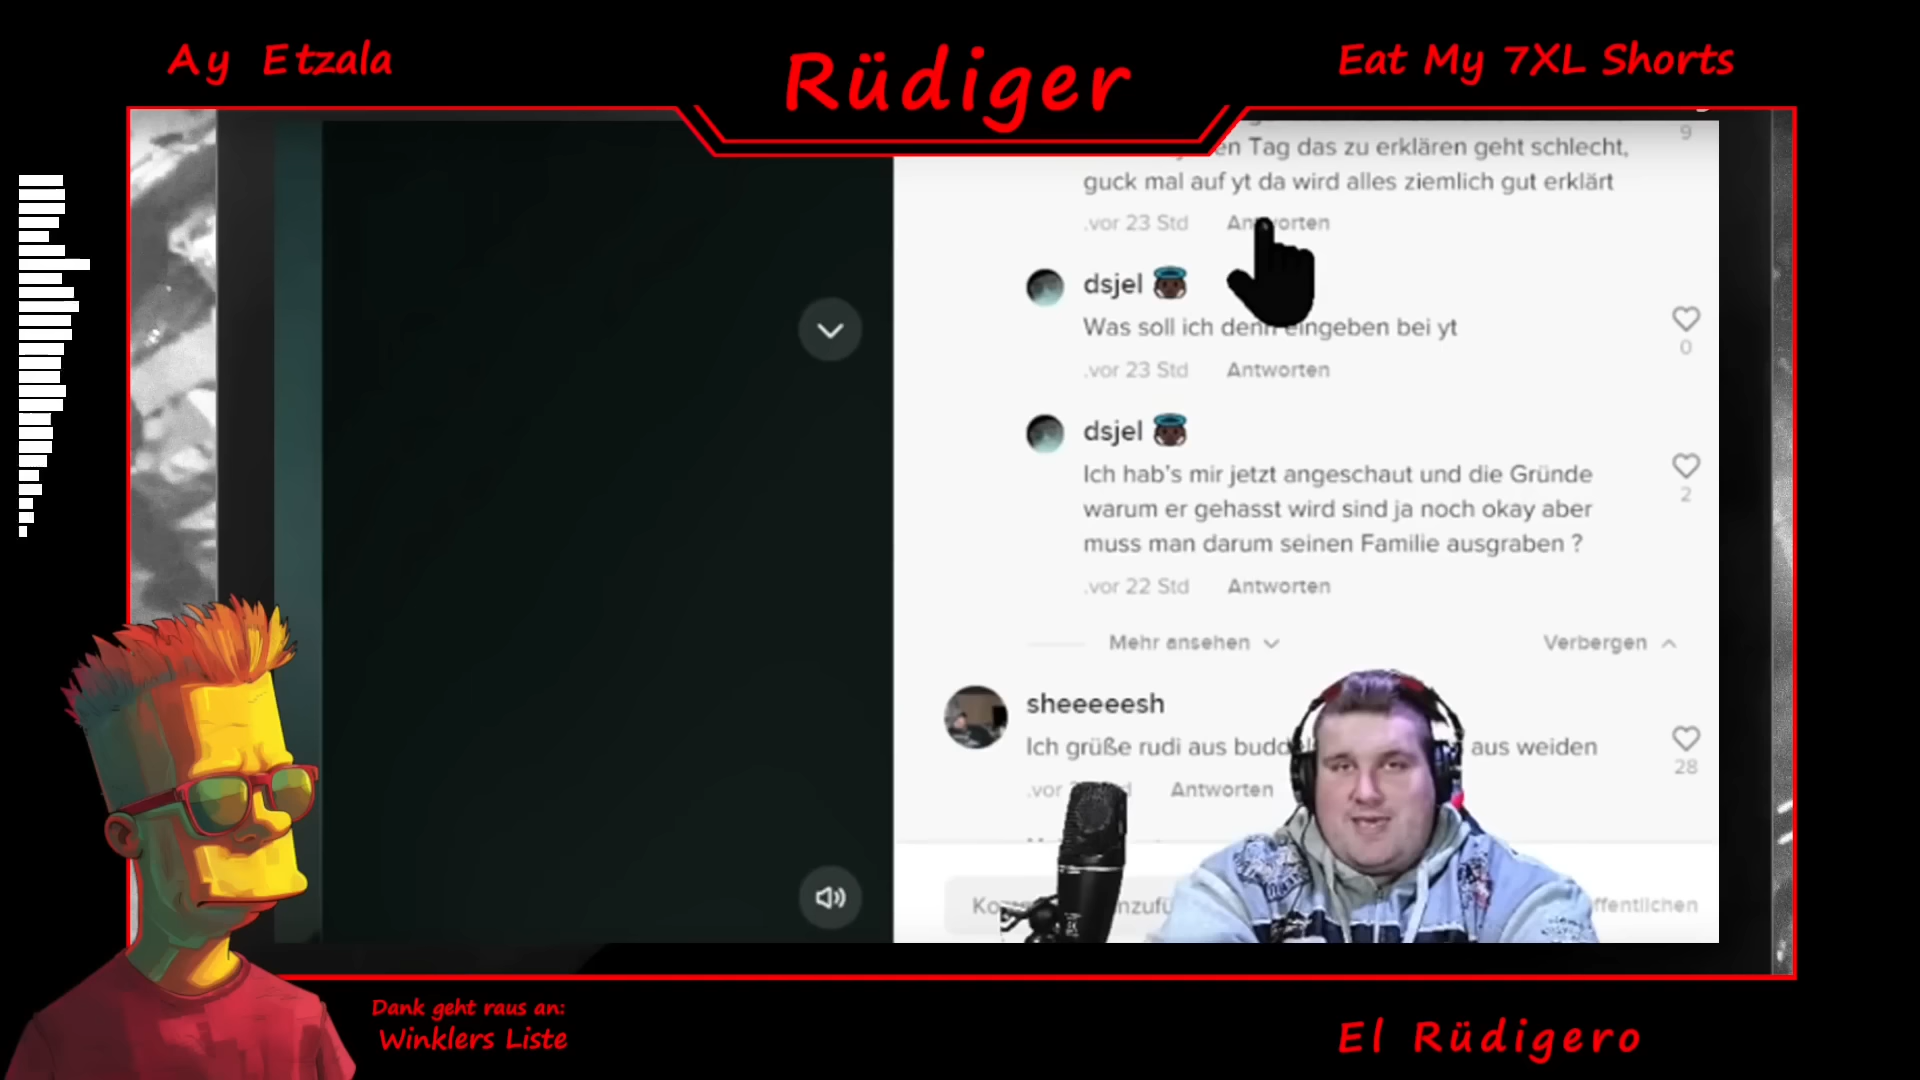 Ay Etzala
Rüdiger
Eat My 7XL Shorts
en Tag das zu erklären geht schlecht,
9
guck mal auf yt da wird alles ziemlich gut erklärt
.vor 23 Std Antworten
dsjel
Was soll ich denn eingeben bei yt
0
.vor 23 Std Antworten
dsjel
Ich hab's mir jetzt angeschaut und die Gründe
warum er gehasst wird sind ja noch okay aber
2
muss man darum seinen Familie ausgraben ?
.vor 22 Std Antworten
Mehr ansehen Verbergen
sheeeeesh
Ich grüße rudi aus aus weiden
28
.vor Antworten
Dank geht raus an:
Winklers Liste
El Rüdigero